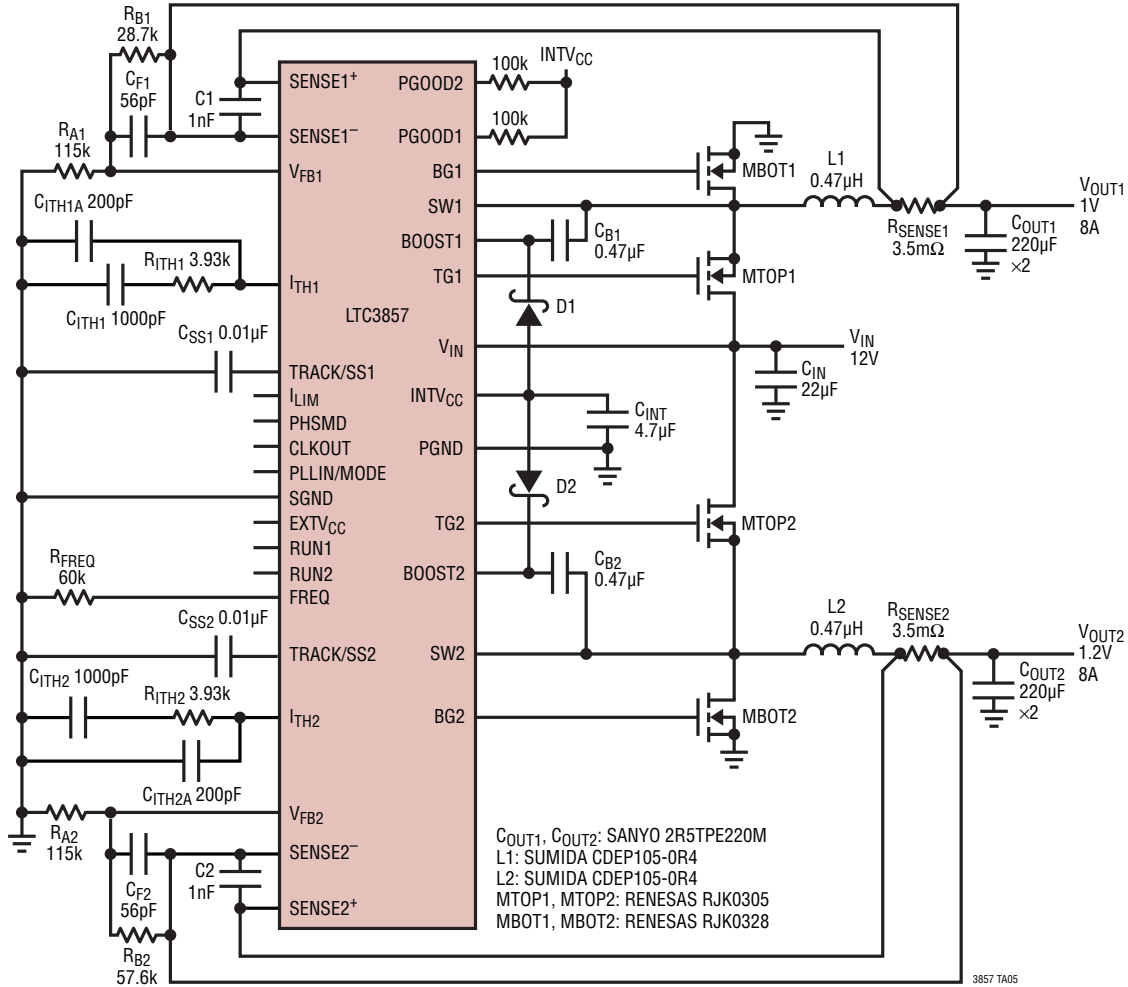 RB1
28.7k
CF1
56pF
C1
1nF
RA1
115k
CITH1A 200pF
RITH1 3.93k
CITH1 1000pF
CSS1 0.01µF
RFREQ
60k
CSS2 0.01µF
CITH2 1000pF
RITH2 3.93k
CITH2A 200pF
RA2
115k
CF2
56pF
C2
1nF
RB2
57.6k
SENSE1+
SENSE1–
VFB1
ITH1
TRACK/SS1
ILIM
PHSMD
CLKOUT
PLLIN/MODE
SGND
EXTVCC
RUN1
RUN2
FREQ
TRACK/SS2
ITH2
VFB2
SENSE2–
SENSE2+
LTC3857
PGOOD2
PGOOD1
BG1
SW1
BOOST1
TG1
VIN
INTVCC
PGND
TG2
BOOST2
SW2
BG2
100k
INTVCC
100k
MBOT1
L1
0.47µH
RSENSE1
3.5mΩ
VOUT1
1V
8A
COUT1
220µF
×2
CB1
0.47µF
MTOP1
D1
VIN
12V
CIN
22µF
CINT
4.7µF
D2
MTOP2
CB2
0.47µF
L2
0.47µH
RSENSE2
3.5mΩ
VOUT2
1.2V
8A
COUT2
220µF
×2
MBOT2
COUT1, COUT2: SANYO 2R5TPE220M
L1: SUMIDA CDEP105-0R4
L2: SUMIDA CDEP105-0R4
MTOP1, MTOP2: RENESAS RJK0305
MBOT1, MBOT2: RENESAS RJK0328
3857 TA05